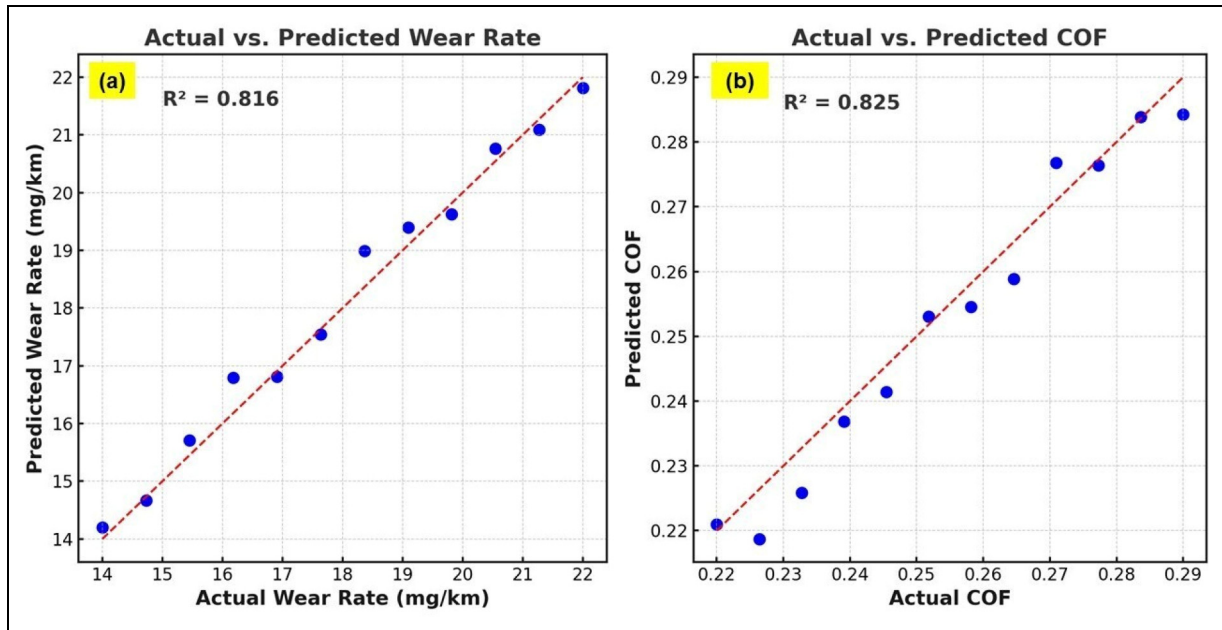 Actual vs. Predicted Wear Rate
(a)
R² = 0.816
22
21
20
19
18
17
16
15
14
Predicted Wear Rate (mg/km)
14 15 16 17 18 19 20 21 22
Actual Wear Rate (mg/km)
Actual vs. Predicted COF
(b)
R² = 0.825
0.29
0.28
0.27
0.26
0.25
0.24
0.23
0.22
Predicted COF
0.22 0.23 0.24 0.25 0.26 0.27 0.28 0.29
Actual COF